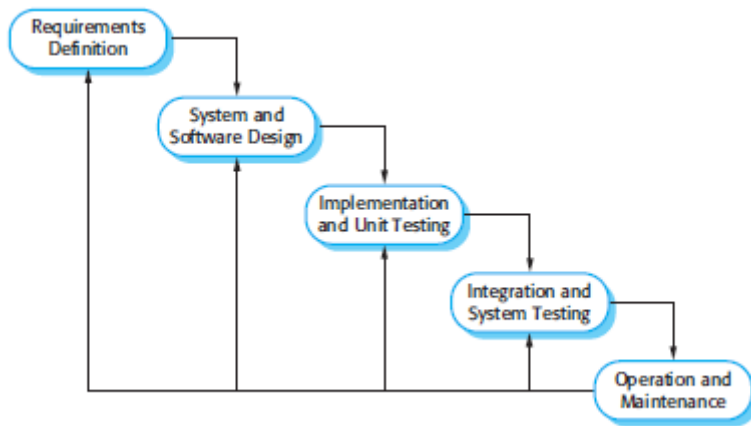 Requirements
Definition
System and
Software Design
Implementation
and Unit Testing
Integration and
System Testing
Operation and
Maintenance